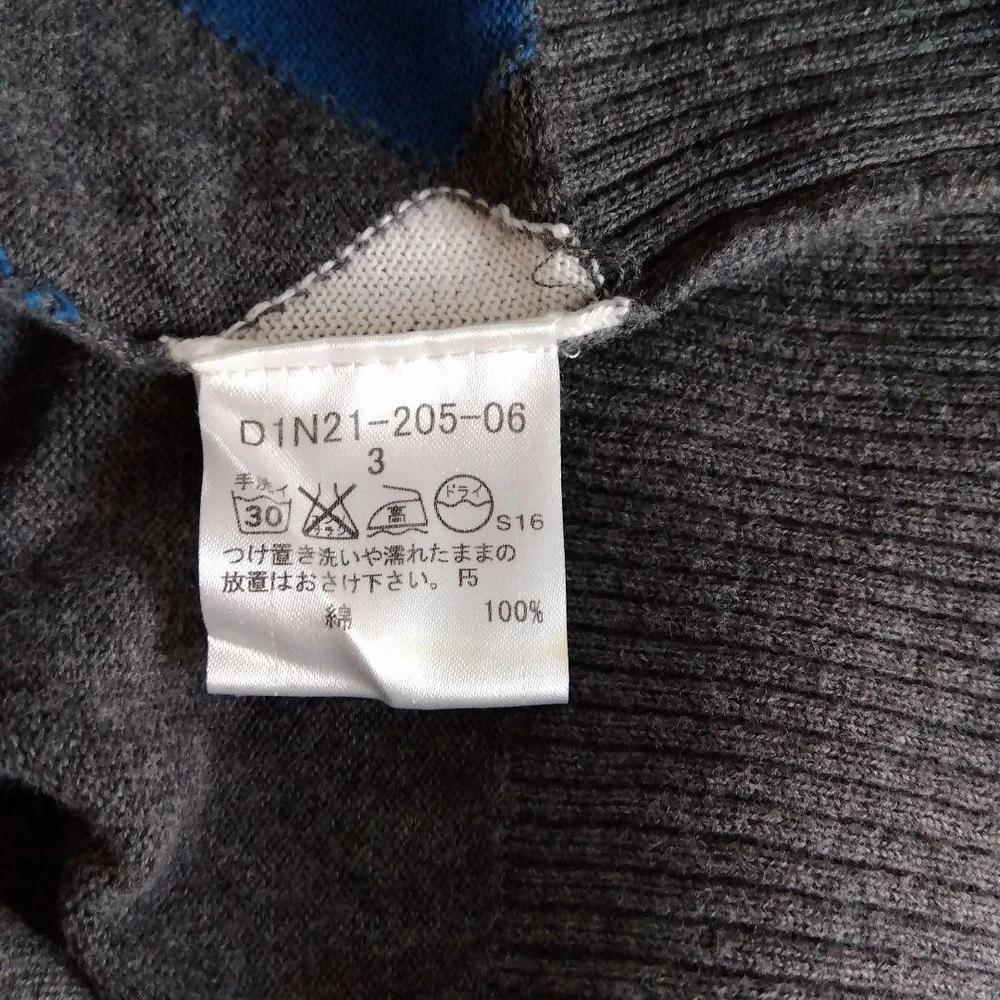 D1N21-205-06
3
手洗イ 30 高 ドライ S16
つけ置き洗いや濡れたままの
放置はおさけ下さい。 F5
綿 100%